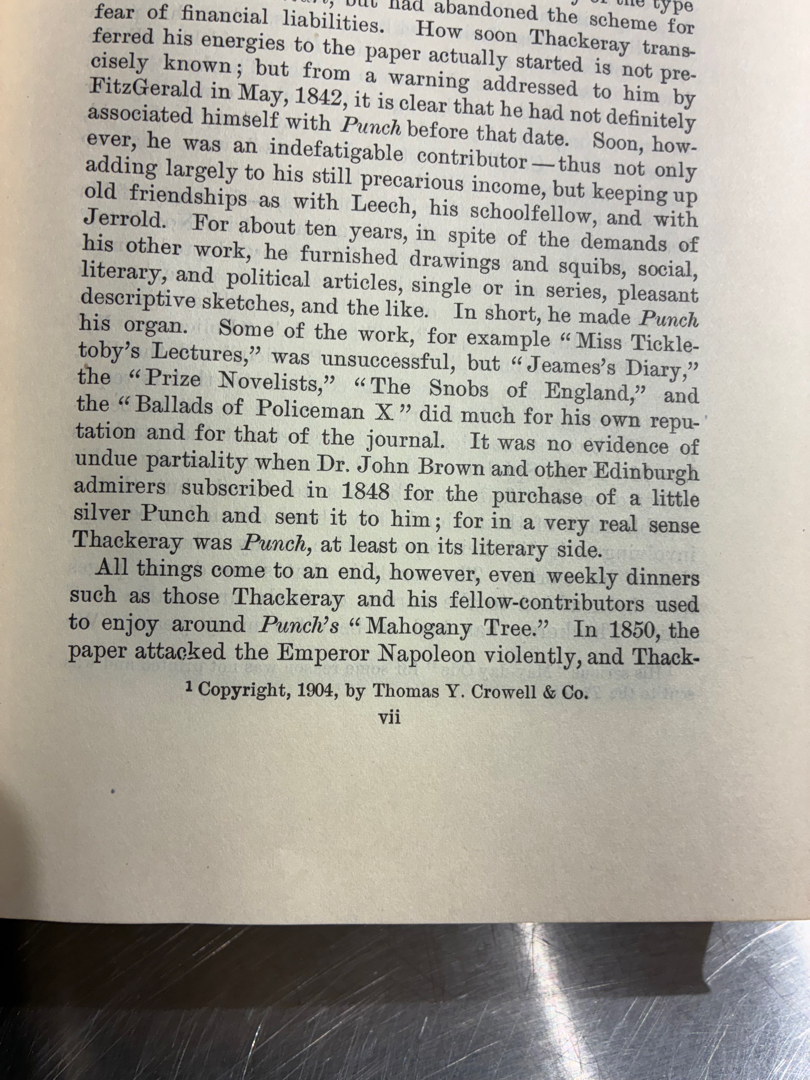 but had abandoned the scheme for
fear of financial liabilities. How soon Thackeray trans-
ferred his energies to the paper actually started is not pre-
cisely known; but from a warning addressed to him by
FitzGerald in May, 1842, it is clear that he had not definitely
associated himself with Punch before that date. Soon, how-
ever, he was an indefatigable contributor — thus not only
adding largely to his still precarious income, but keeping up
old friendships as with Leech, his schoolfellow, and with
Jerrold. For about ten years, in spite of the demands of
his other work, he furnished drawings and squibs, social,
literary, and political articles, single or in series, pleasant
descriptive sketches, and the like. In short, he made Punch
his organ. Some of the work, for example “Miss Tickle-
toby’s Lectures,” was unsuccessful, but “Jeames’s Diary,”
the “Prize Novelists,” “The Snobs of England,” and
the “Ballads of Policeman X” did much for his own repu-
tation and for that of the journal. It was no evidence of
undue partiality when Dr. John Brown and other Edinburgh
admirers subscribed in 1848 for the purchase of a little
silver Punch and sent it to him; for in a very real sense
Thackeray was Punch, at least on its literary side.
All things come to an end, however, even weekly dinners
such as those Thackeray and his fellow-contributors used
to enjoy around Punch’s “Mahogany Tree.” In 1850, the
paper attacked the Emperor Napoleon violently, and Thack-
1 Copyright, 1904, by Thomas Y. Crowell & Co.
vii